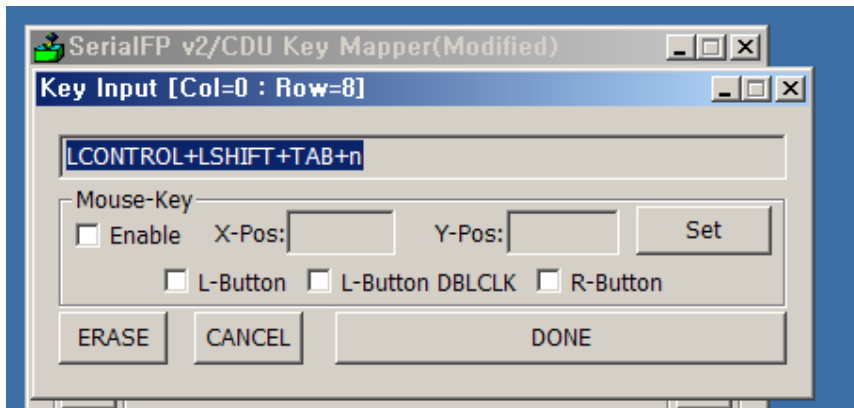 SerialFP v2/CDU Key Mapper(Modified)
Key Input [Col=0 : Row=8]
LCONTROL+LSHIFT+TAB+n
Mouse-Key
Enable X-Pos: Y-Pos: Set
L-Button L-Button DBLCLK R-Button
ERASE CANCEL DONE